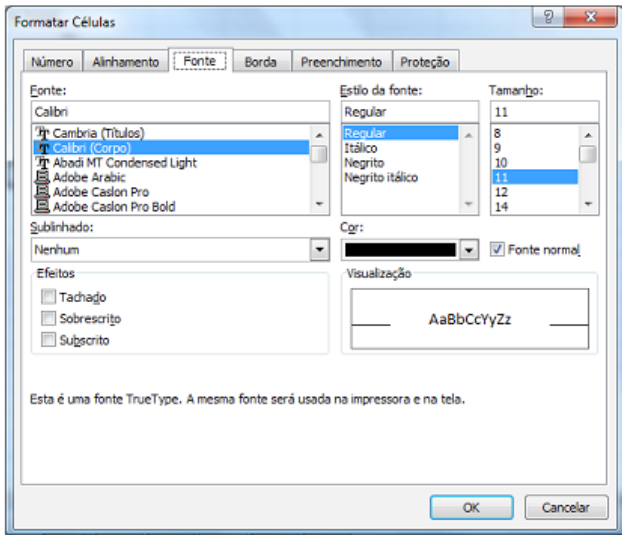 Formatar Células
Número Alinhamento Fonte Borda Preenchimento Proteção
Fonte: Estilo da fonte: Tamanho:
Calibri Regular 11
Cambria (Títulos) Regular 8
Calibri (Corpo) Itálico 9
Abadi MT Condensed Light Negrito 10
Adobe Arabic Negrito itálico 11
Adobe Caslon Pro 12
Adobe Caslon Pro Bold 14
Sublinhado: Cor:
Nenhum Fonte normal
Efeitos Visualização
Tachado
Sobrescrito AaBbCcYyZz
Subscrito
Esta é uma fonte TrueType. A mesma fonte será usada na impressora e na tela.
OK Cancelar